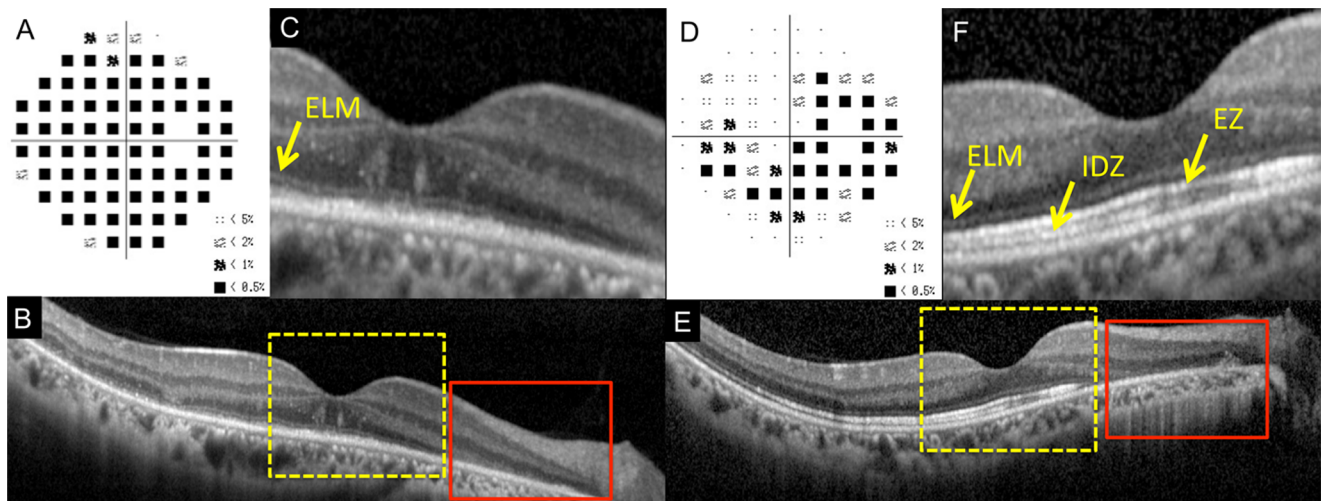 A
C
D
F
ELM
EZ
ELM
IDZ
< 5%
< 2%
< 1%
< 0.5%
< 5%
< 2%
< 1%
< 0.5%
B
E